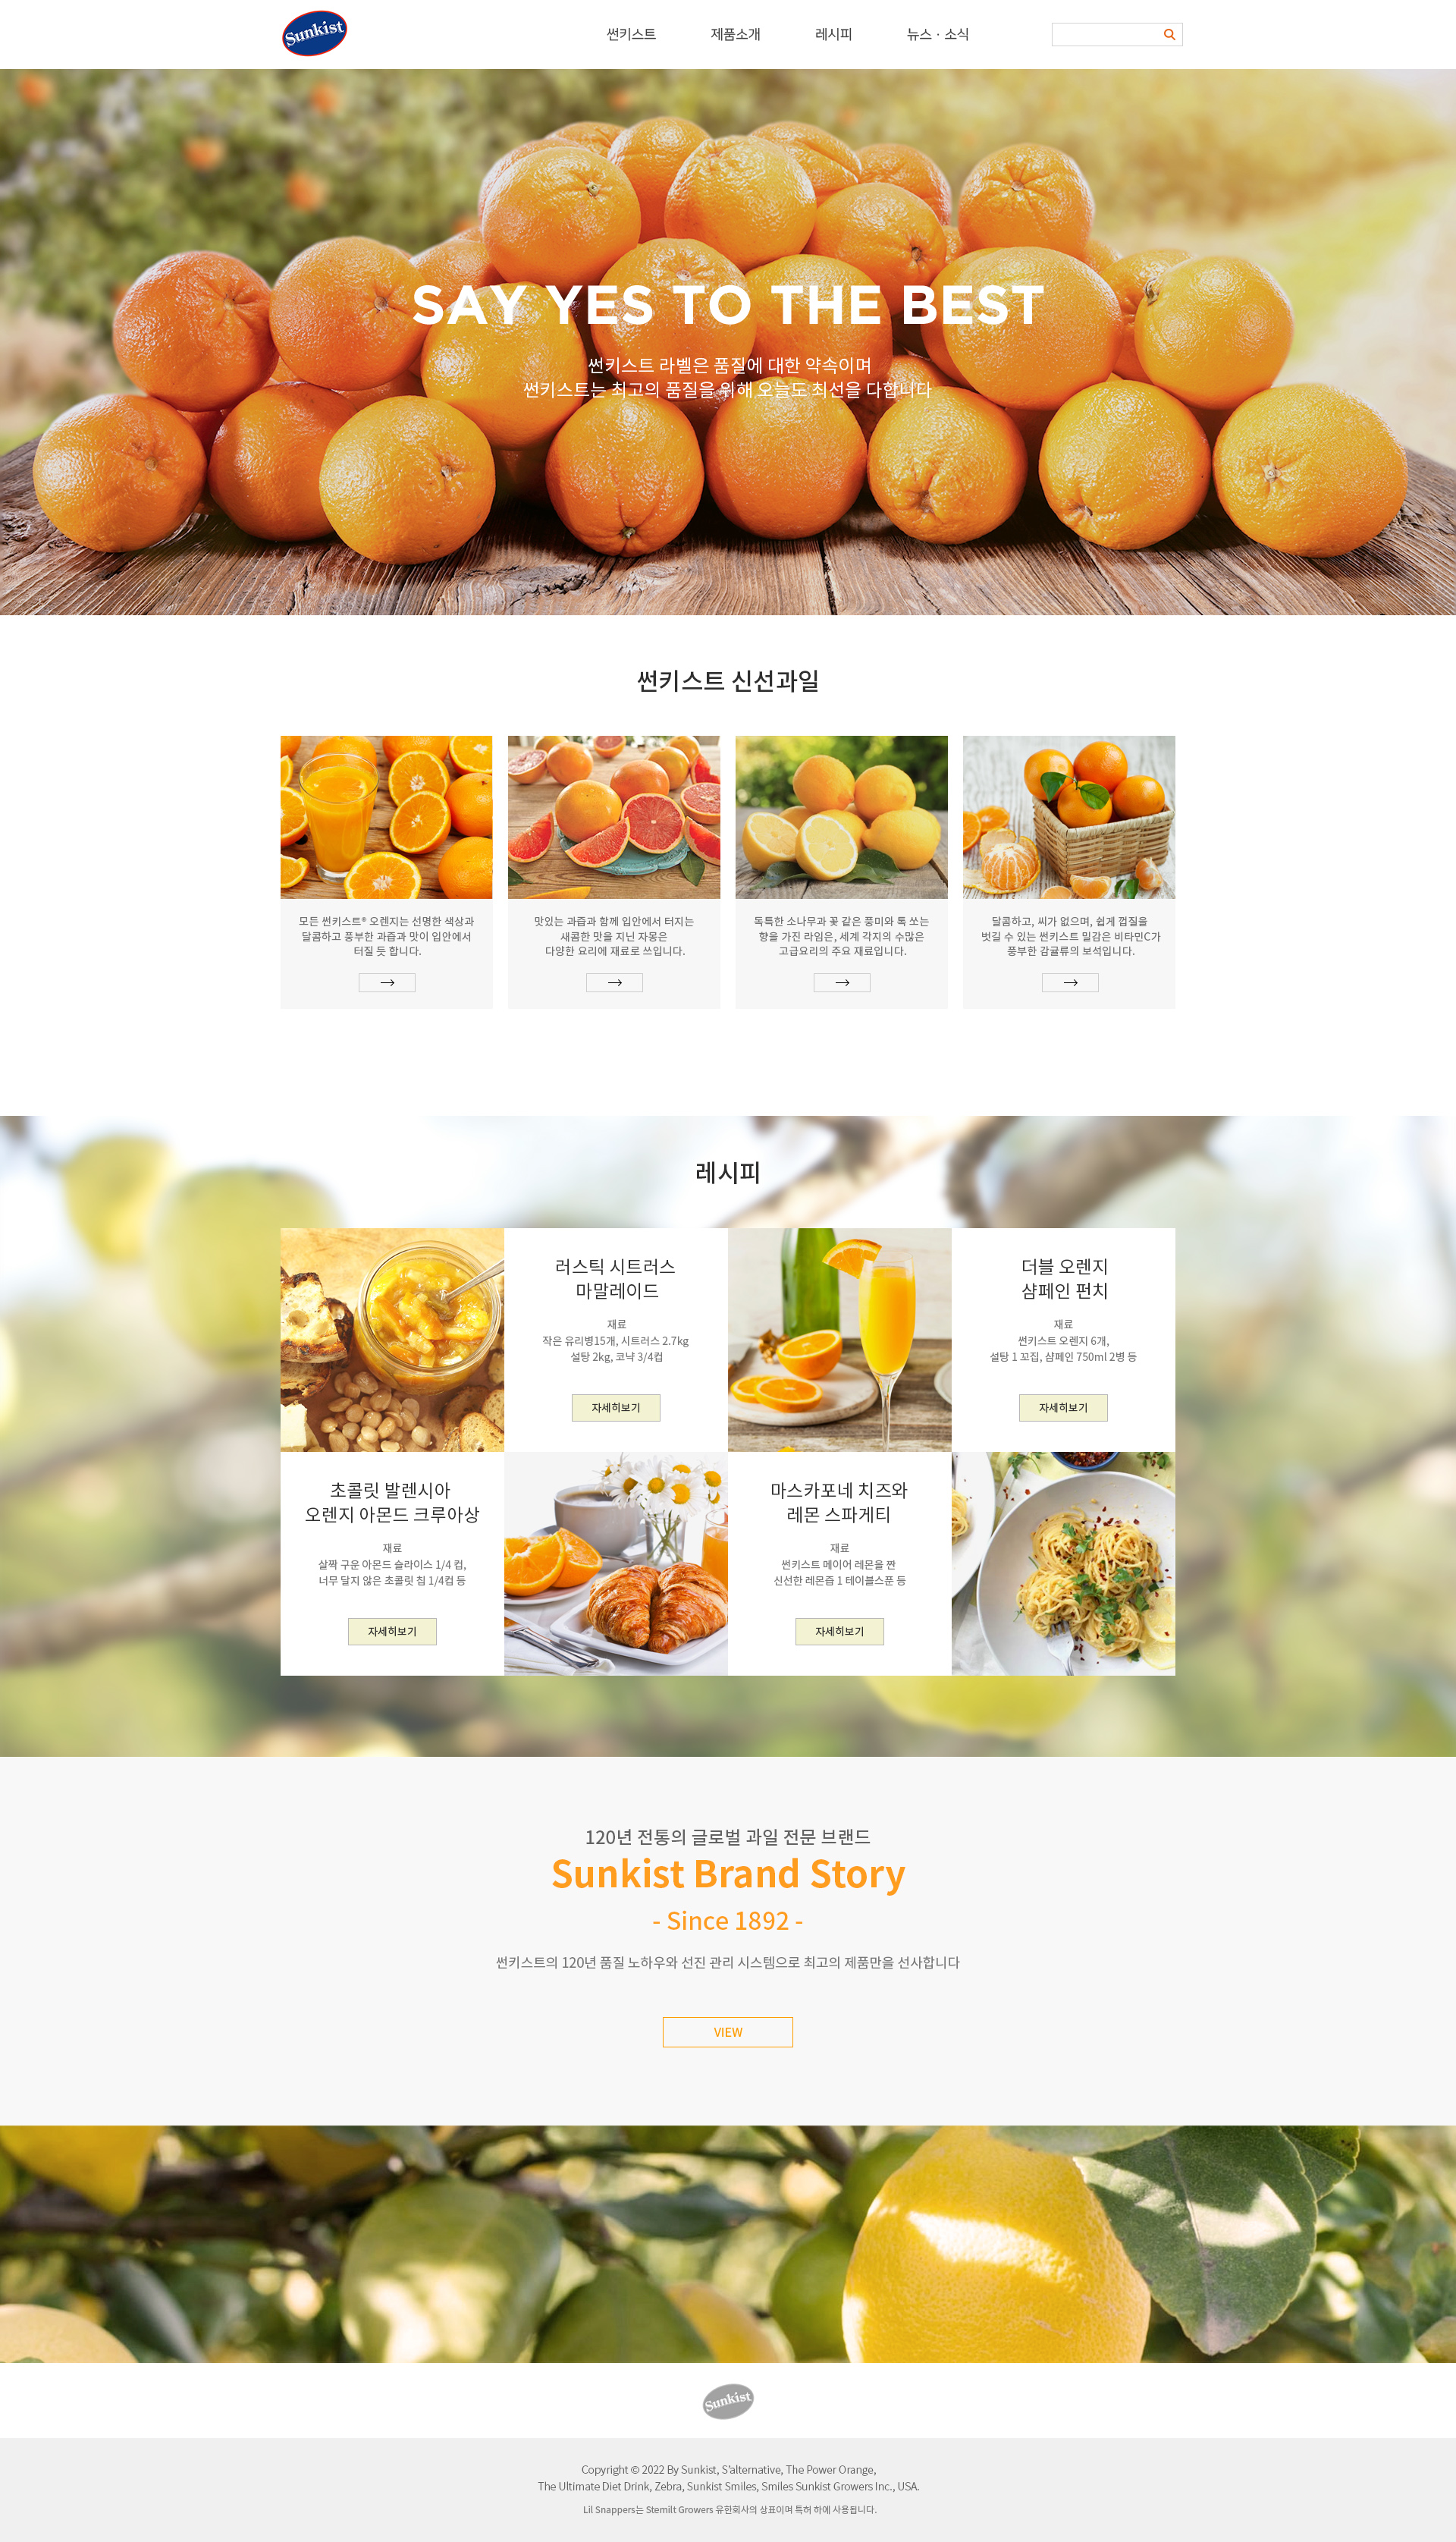 Sunkist
썬키스트
제품소개
레시피
뉴스 · 소식
SAY YES TO THE BEST
썬키스트 라벨은 품질에 대한 약속이며
썬키스트는 최고의 품질을 위해 오늘도 최선을 다합니다
썬키스트 신선과일
모든 썬키스트® 오렌지는 선명한 색상과
달콤하고 풍부한 과즙과 맛이 입안에서
터질 듯 합니다.
맛있는 과즙과 함께 입안에서 터지는
새콤한 맛을 지닌 자몽은
다양한 요리에 재료로 쓰입니다.
독특한 소나무과 꽃 같은 풍미와 톡 쏘는
향을 가진 라임은, 세계 각지의 수많은
고급요리의 주요 재료입니다.
달콤하고, 씨가 없으며, 쉽게 껍질을
벗길 수 있는 썬키스트 밀감은 비타민C가
풍부한 감귤류의 보석입니다.
레시피
러스틱 시트러스
마말레이드
재료
작은 유리병15개, 시트러스 2.7kg
설탕 2kg, 코냑 3/4컵
자세히보기
더블 오렌지
샴페인 펀치
재료
썬키스트 오렌지 6개,
설탕 1 꼬집, 샴페인 750ml 2병 등
자세히보기
초콜릿 발렌시아
오렌지 아몬드 크루아상
재료
살짝 구운 아몬드 슬라이스 1/4 컵,
너무 달지 않은 초콜릿 칩 1/4컵 등
자세히보기
마스카포네 치즈와
레몬 스파게티
재료
썬키스트 메이어 레몬을 짠
신선한 레몬즙 1 테이블스푼 등
자세히보기
120년 전통의 글로벌 과일 전문 브랜드
Sunkist Brand Story
- Since 1892 -
썬키스트의 120년 품질 노하우와 선진 관리 시스템으로 최고의 제품만을 선사합니다
VIEW
Sunkist
Copyright © 2022 By Sunkist, S'alternative, The Power Orange,
The Ultimate Diet Drink, Zebra, Sunkist Smiles, Smiles Sunkist Growers Inc., USA.
Lil Snappers는 Stemilt Growers 유한회사의 상표이며 특허 하에 사용됩니다.